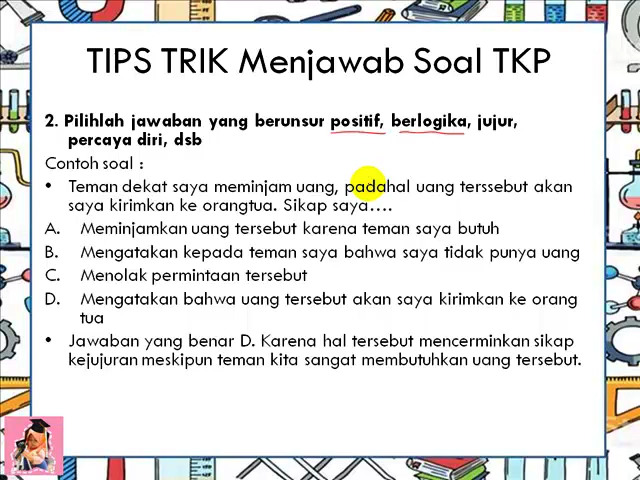 TIPS TRIK Menjawab Soal TKP
2. Pilihlah jawaban yang berunsur positif, berlogika, jujur,
percaya diri, dsb
Contoh soal :
• Teman dekat saya meminjam uang, padahal uang terssebut akan
saya kirimkan ke orangtua. Sikap saya....
A. Meminjamkan uang tersebut karena teman saya butuh
B. Mengatakan kepada teman saya bahwa saya tidak punya uang
C. Menolak permintaan tersebut
D. Mengatakan bahwa uang tersebut akan saya kirimkan ke orang
tua
• Jawaban yang benar D. Karena hal tersebut mencerminkan sikap
kejujuran meskipun teman kita sangat membutuhkan uang tersebut.